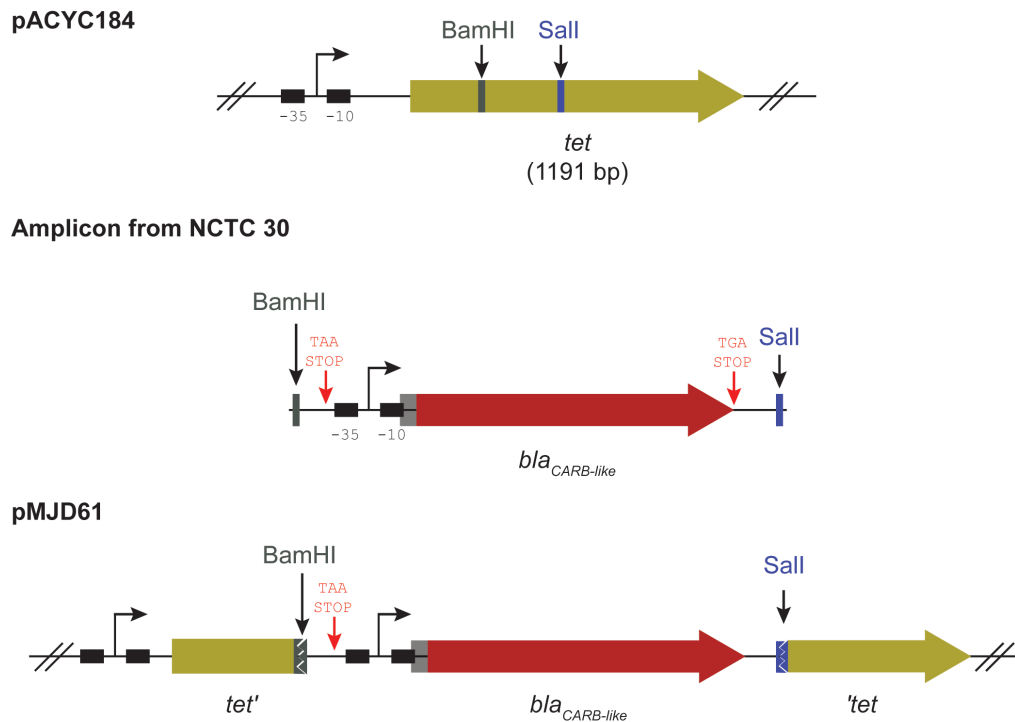 pACYC184
BamHI SalI
-35 -10
tet
(1191 bp)
Amplicon from NCTC 30
BamHI
SalI
TAA
STOP
TGA
STOP
-35 -10
blaCARB-like
pMJD61
BamHI
SalI
TAA
STOP
tet'
blaCARB-like
'tet